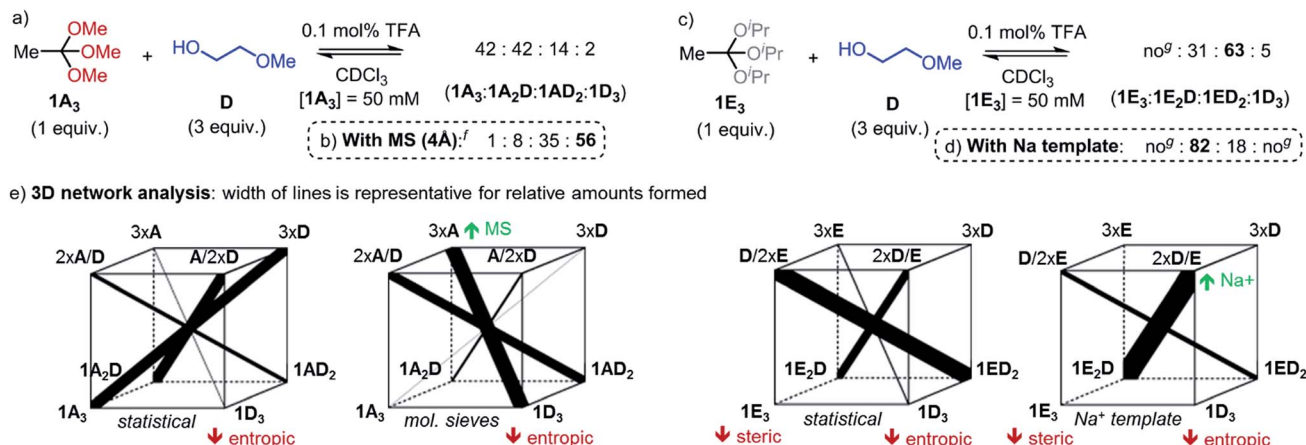 a)
OMe
Me OMe
OMe
1A₃
(1 equiv.)
+
HO OMe
D
(3 equiv.)
0.1 mol% TFA
CDCl₃
[1A₃] = 50 mM
42 : 42 : 14 : 2
(1A₃:1A₂D:1AD₂:1D₃)
b) With MS (4Å):ᶠ 1 : 8 : 35 : 56
c)
OⁱPr
Me OⁱPr
OⁱPr
1E₃
(1 equiv.)
+
HO OMe
D
(3 equiv.)
0.1 mol% TFA
CDCl₃
[1E₃] = 50 mM
noᵍ : 31 : 63 : 5
(1E₃:1E₂D:1ED₂:1D₃)
d) With Na template: noᵍ : 82 : 18 : noᵍ
e) 3D network analysis: width of lines is representative for relative amounts formed
3xA 3xD
2xA/D A/2xD
1A₂D 1AD₂
1A₃ statistical 1D₃
entropic
3xA MS 3xD
2xA/D A/2xD
1A₂D 1AD₂
1A₃ mol. sieves 1D₃
entropic
3xE 3xD
D/2xE 2xD/E
1E₂D 1ED₂
1E₃ statistical 1D₃
steric entropic
3xE 3xD
D/2xE 2xD/E
Na+
1E₂D 1ED₂
1E₃ Na⁺ template 1D₃
steric entropic